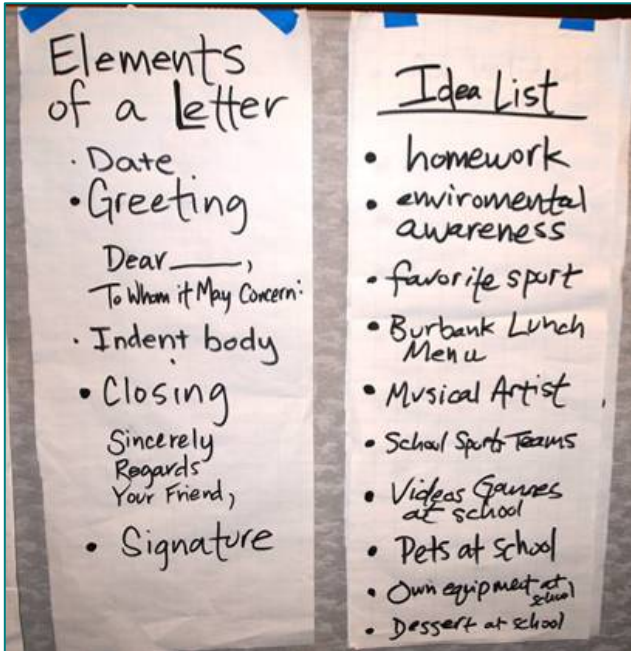 Elements
of a Letter
· Date
• Greeting
Dear ____,
To Whom it May Concern:
· Indent body
• Closing
Sincerely
Regards
Your Friend,
• Signature
Idea List
• homework
• enviromental
awareness
• favorite sport
• Burbank Lunch
Menu
• Musical Artist
• School Sports Teams
• Videos Games
at school
• Pets at school
• Own equipment at
school
• Dessert at school